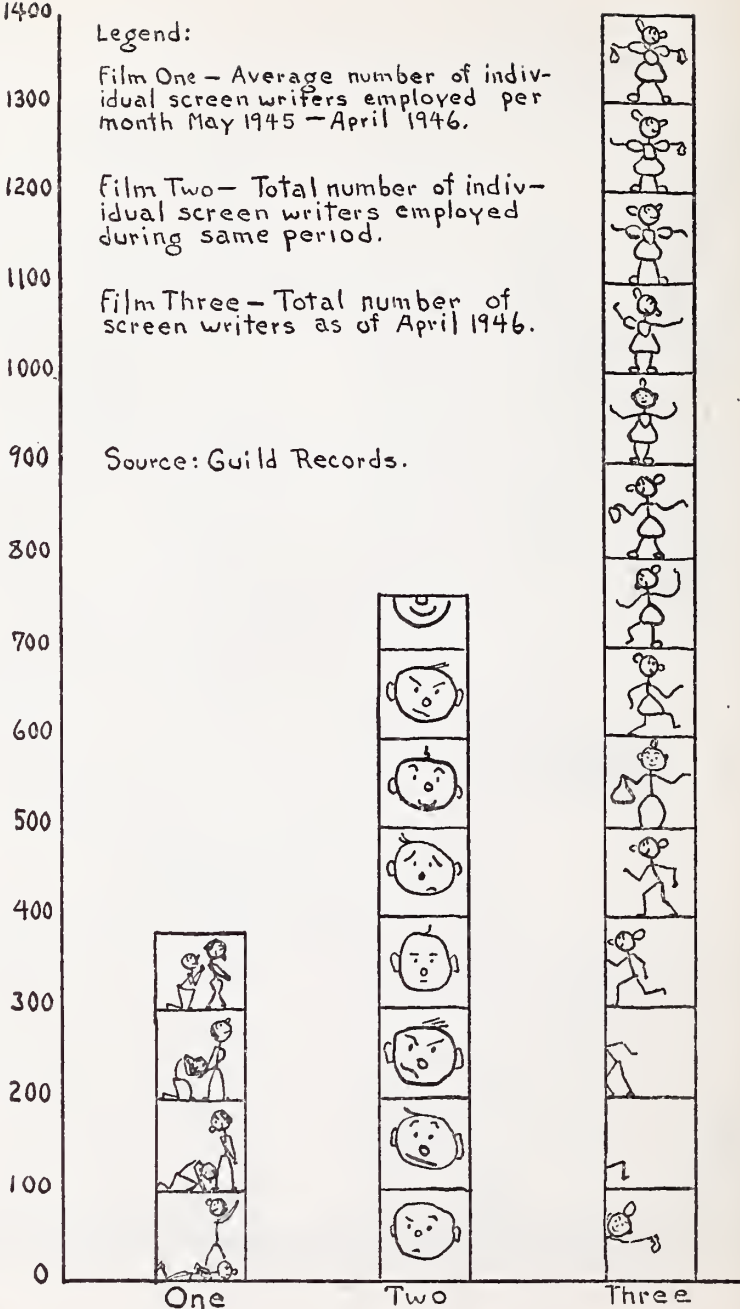 1400
Legend:
Film One — Average number of indiv-
idual screen writers employed per
month May 1945 — April 1946.
1300
1200
Film Two — Total number of indiv-
idual screen writers employed
during same period.
1100
Film Three — Total number of
screen writers as of April 1946.
1000
900
Source: Guild Records.
800
700
600
500
400
300
200
100
0
One Two Three